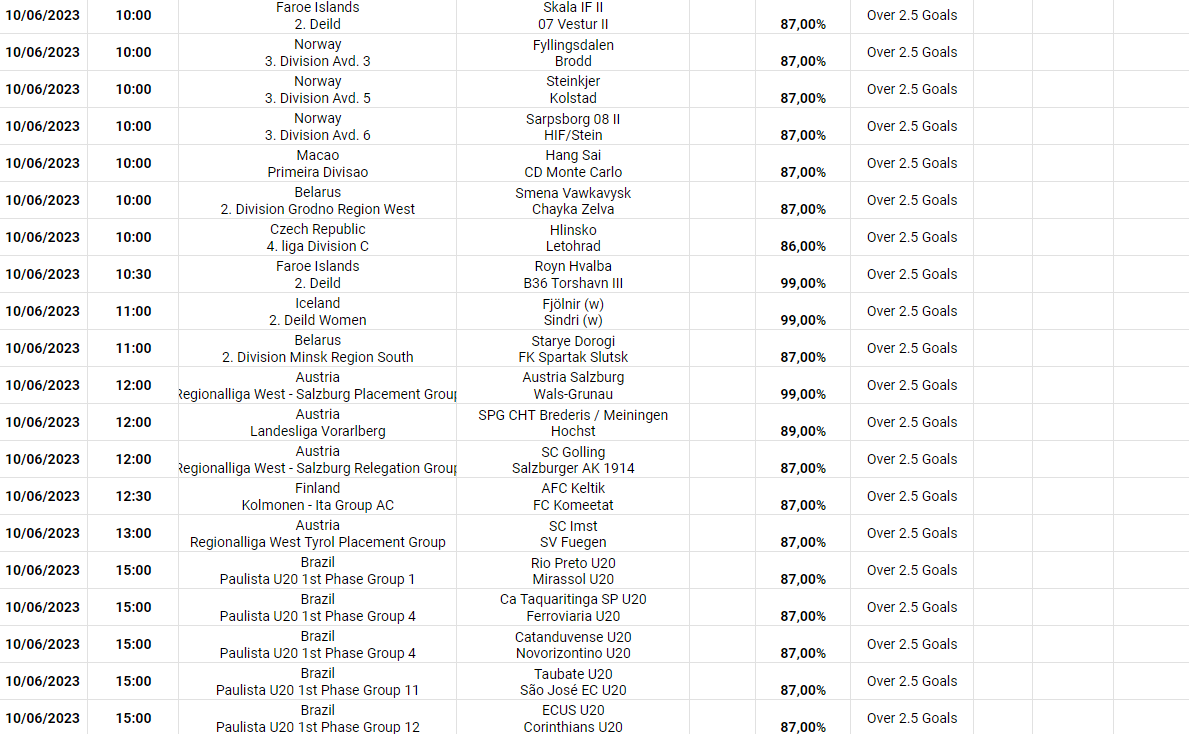 10/06/2023 10:00 Faroe Islands Skala IF II Over 2.5 Goals
2. Deild 07 Vestur II 87,00%
10/06/2023 10:00 Norway Fyllingsdalen Over 2.5 Goals
3. Division Avd. 3 Brodd 87,00%
10/06/2023 10:00 Norway Steinkjer Over 2.5 Goals
3. Division Avd. 5 Kolstad 87,00%
10/06/2023 10:00 Norway Sarpsborg 08 II Over 2.5 Goals
3. Division Avd. 6 HIF/Stein 87,00%
10/06/2023 10:00 Macao Hang Sai Over 2.5 Goals
Primeira Divisao CD Monte Carlo 87,00%
10/06/2023 10:00 Belarus Smena Vawkavysk Over 2.5 Goals
2. Division Grodno Region West Chayka Zelva 87,00%
10/06/2023 10:00 Czech Republic Hlinsko Over 2.5 Goals
4. liga Division C Letohrad 86,00%
10/06/2023 10:30 Faroe Islands Royn Hvalba Over 2.5 Goals
2. Deild B36 Torshavn III 99,00%
10/06/2023 11:00 Iceland Fjölnir (w) Over 2.5 Goals
2. Deild Women Sindri (w) 99,00%
10/06/2023 11:00 Belarus Starye Dorogi Over 2.5 Goals
2. Division Minsk Region South FK Spartak Slutsk 87,00%
10/06/2023 12:00 Austria Austria Salzburg Over 2.5 Goals
Regionalliga West - Salzburg Placement Group Wals-Grunau 99,00%
10/06/2023 12:00 Austria SPG CHT Brederis / Meiningen Over 2.5 Goals
Landesliga Vorarlberg Hochst 89,00%
10/06/2023 12:00 Austria SC Golling Over 2.5 Goals
Regionalliga West - Salzburg Relegation Group Salzburger AK 1914 87,00%
10/06/2023 12:30 Finland AFC Keltik Over 2.5 Goals
Kolmonen - Ita Group AC FC Komeetat 87,00%
10/06/2023 13:00 Austria SC Imst Over 2.5 Goals
Regionalliga West Tyrol Placement Group SV Fuegen 87,00%
10/06/2023 15:00 Brazil Rio Preto U20 Over 2.5 Goals
Paulista U20 1st Phase Group 1 Mirassol U20 87,00%
10/06/2023 15:00 Brazil Ca Taquaritinga SP U20 Over 2.5 Goals
Paulista U20 1st Phase Group 4 Ferroviaria U20 87,00%
10/06/2023 15:00 Brazil Catanduvense U20 Over 2.5 Goals
Paulista U20 1st Phase Group 4 Novorizontino U20 87,00%
10/06/2023 15:00 Brazil Taubate U20 Over 2.5 Goals
Paulista U20 1st Phase Group 11 São José EC U20 87,00%
10/06/2023 15:00 Brazil ECUS U20 Over 2.5 Goals
Paulista U20 1st Phase Group 12 Corinthians U20 87,00%